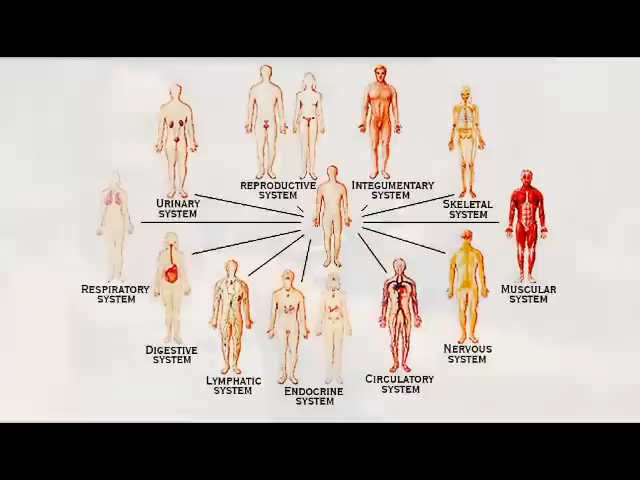 REPRODUCTIVE
SYSTEM
INTEGUMENTARY
SYSTEM
URINARY
SYSTEM
SKELETAL
SYSTEM
RESPIRATORY
SYSTEM
MUSCULAR
SYSTEM
DIGESTIVE
SYSTEM
NERVOUS
SYSTEM
LYMPHATIC
SYSTEM
ENDOCRINE
SYSTEM
CIRCULATORY
SYSTEM